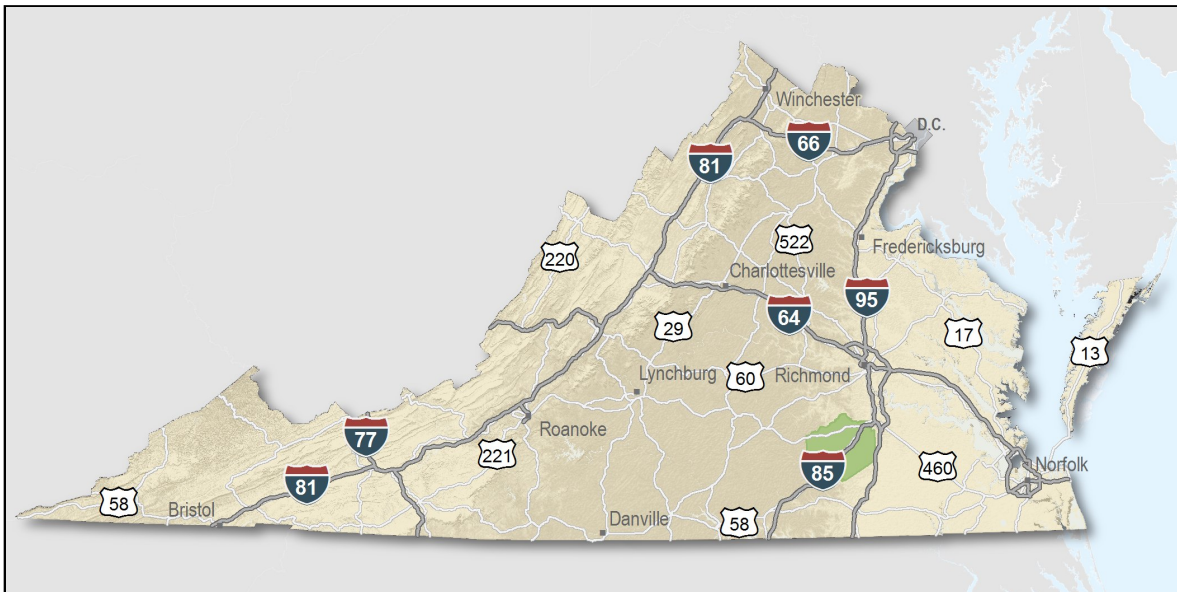 Winchester
D.C.
66
81
522
220
Fredericksburg
Charlottesville
95
64
29
17
13
60
Richmond
Lynchburg
77
Roanoke
221
85
460
Norfolk
81
58
Bristol
Danville
58